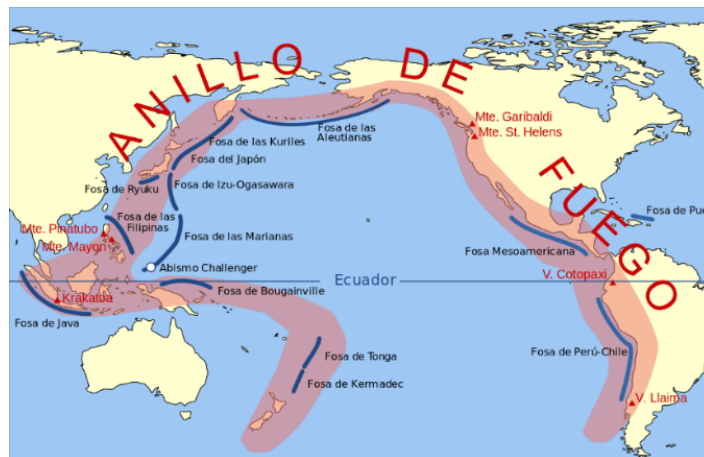 ANILLO DE FUEGO
Mte. Garibaldi
Mte. St. Helens
Fosa de las
Aleutianas
Fosa de las Kuriles
Fosa del Japón
Fosa de Izu-Ogasawara
Fosa de Ryuku
Fosa de las
Filipinas
Mte. Pinatubo
Mte. Mayon
Fosa de las Marianas
Abismo Challenger
Fosa de Pue
Fosa Mesoamericana
V. Cotopaxi
Ecuador
Krakatoa
Fosa de Bougainville
Fosa de Java
Fosa de Tonga
Fosa de Kermadec
Fosa de Perú-Chile
V. Llaima